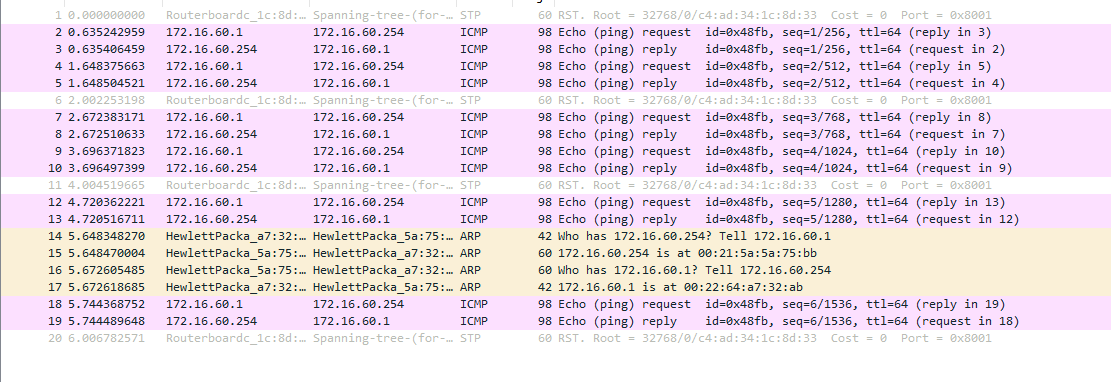 1 0.000000000 Routerboardc_1c:8d:… Spanning-tree-(for-… STP 60 RST. Root = 32768/0/c4:ad:34:1c:8d:33 Cost = 0 Port = 0x8001
2 0.635242959 172.16.60.1 172.16.60.254 ICMP 98 Echo (ping) request id=0x48fb, seq=1/256, ttl=64 (reply in 3)
3 0.635406459 172.16.60.254 172.16.60.1 ICMP 98 Echo (ping) reply id=0x48fb, seq=1/256, ttl=64 (request in 2)
4 1.648375663 172.16.60.1 172.16.60.254 ICMP 98 Echo (ping) request id=0x48fb, seq=2/512, ttl=64 (reply in 5)
5 1.648504521 172.16.60.254 172.16.60.1 ICMP 98 Echo (ping) reply id=0x48fb, seq=2/512, ttl=64 (request in 4)
6 2.002253198 Routerboardc_1c:8d:… Spanning-tree-(for-… STP 60 RST. Root = 32768/0/c4:ad:34:1c:8d:33 Cost = 0 Port = 0x8001
7 2.672383171 172.16.60.1 172.16.60.254 ICMP 98 Echo (ping) request id=0x48fb, seq=3/768, ttl=64 (reply in 8)
8 2.672510633 172.16.60.254 172.16.60.1 ICMP 98 Echo (ping) reply id=0x48fb, seq=3/768, ttl=64 (request in 7)
9 3.696371823 172.16.60.1 172.16.60.254 ICMP 98 Echo (ping) request id=0x48fb, seq=4/1024, ttl=64 (reply in 10)
10 3.696497399 172.16.60.254 172.16.60.1 ICMP 98 Echo (ping) reply id=0x48fb, seq=4/1024, ttl=64 (request in 9)
11 4.004519665 Routerboardc_1c:8d:… Spanning-tree-(for-… STP 60 RST. Root = 32768/0/c4:ad:34:1c:8d:33 Cost = 0 Port = 0x8001
12 4.720362221 172.16.60.1 172.16.60.254 ICMP 98 Echo (ping) request id=0x48fb, seq=5/1280, ttl=64 (reply in 13)
13 4.720516711 172.16.60.254 172.16.60.1 ICMP 98 Echo (ping) reply id=0x48fb, seq=5/1280, ttl=64 (request in 12)
14 5.648348270 HewlettPacka_a7:32:… HewlettPacka_5a:75:… ARP 42 Who has 172.16.60.254? Tell 172.16.60.1
15 5.648470004 HewlettPacka_5a:75:… HewlettPacka_a7:32:… ARP 60 172.16.60.254 is at 00:21:5a:5a:75:bb
16 5.672605485 HewlettPacka_5a:75:… HewlettPacka_a7:32:… ARP 60 Who has 172.16.60.1? Tell 172.16.60.254
17 5.672618685 HewlettPacka_a7:32:… HewlettPacka_5a:75:… ARP 42 172.16.60.1 is at 00:22:64:a7:32:ab
18 5.744368752 172.16.60.1 172.16.60.254 ICMP 98 Echo (ping) request id=0x48fb, seq=6/1536, ttl=64 (reply in 19)
19 5.744489648 172.16.60.254 172.16.60.1 ICMP 98 Echo (ping) reply id=0x48fb, seq=6/1536, ttl=64 (request in 18)
20 6.006782571 Routerboardc_1c:8d:… Spanning-tree-(for-… STP 60 RST. Root = 32768/0/c4:ad:34:1c:8d:33 Cost = 0 Port = 0x8001